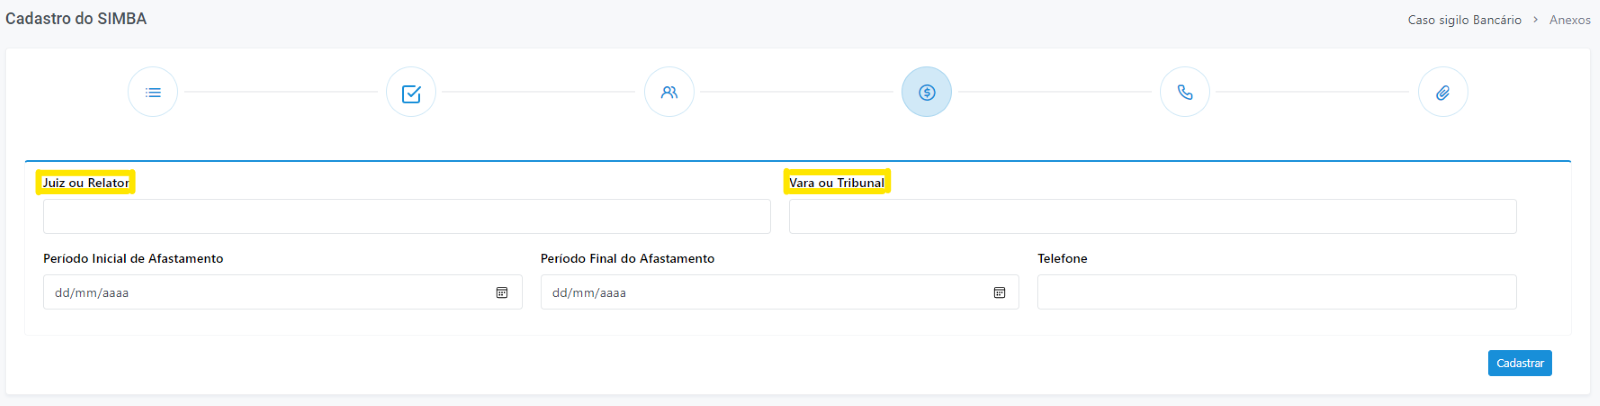 Cadastro do SIMBA
Caso sigilo Bancário > Anexos
Juiz ou Relator
Vara ou Tribunal
Período Inicial de Afastamento
Período Final do Afastamento
Telefone
dd/mm/aaaa
dd/mm/aaaa
Cadastrar